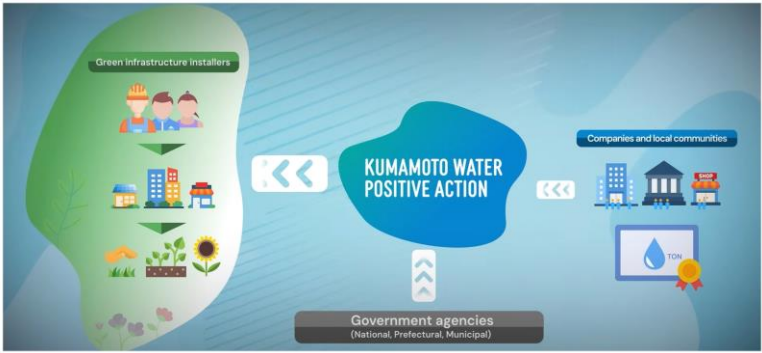 Green infrastructure installers
KUMAMOTO WATER
POSITIVE ACTION
Companies and local communities
SHOP
TON
Government agencies
(National, Prefectural, Municipal)